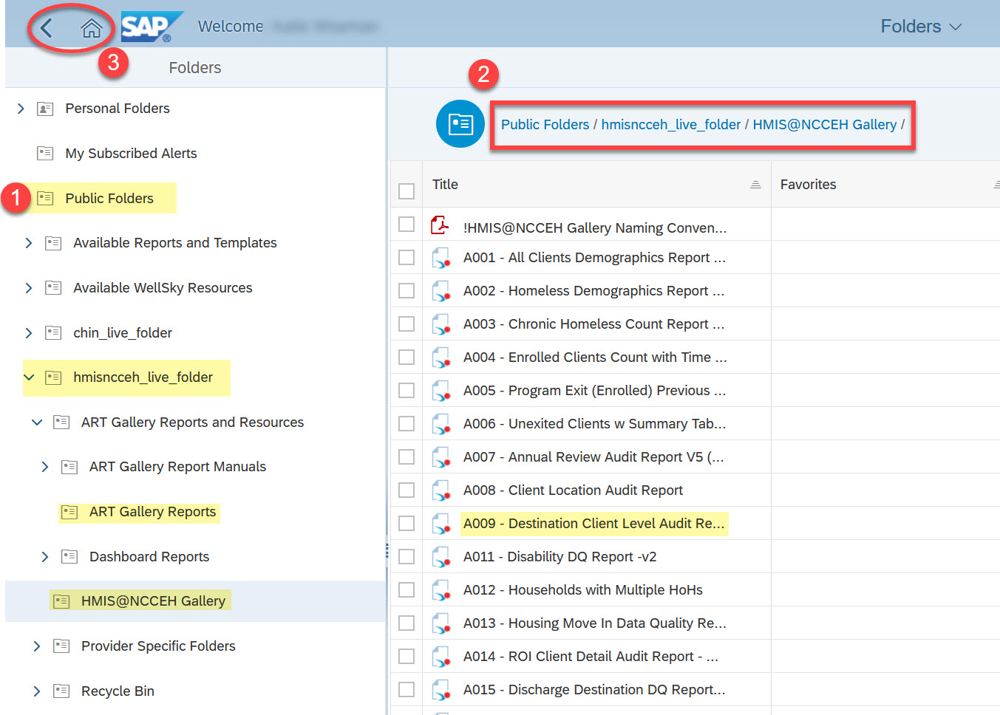 SAP®
Welcome
Folders
3
Folders
2
Personal Folders
My Subscribed Alerts
1
Public Folders
Available Reports and Templates
Available WellSky Resources
chin_live_folder
hmisncceh_live_folder
ART Gallery Reports and Resources
ART Gallery Report Manuals
ART Gallery Reports
Dashboard Reports
HMIS@NCCEH Gallery
Provider Specific Folders
Recycle Bin
Public Folders / hmisncceh_live_folder / HMIS@NCCEH Gallery /
Title
Favorites
!HMIS@NCCEH Gallery Naming Conven...
A001 - All Clients Demographics Report ...
A002 - Homeless Demographics Report ...
A003 - Chronic Homeless Count Report ...
A004 - Enrolled Clients Count with Time ...
A005 - Program Exit (Enrolled) Previous ...
A006 - Unexited Clients w Summary Tab...
A007 - Annual Review Audit Report V5 (...
A008 - Client Location Audit Report
A009 - Destination Client Level Audit Re...
A011 - Disability DQ Report -v2
A012 - Households with Multiple HoHs
A013 - Housing Move In Data Quality Re...
A014 - ROI Client Detail Audit Report - ...
A015 - Discharge Destination DQ Report...